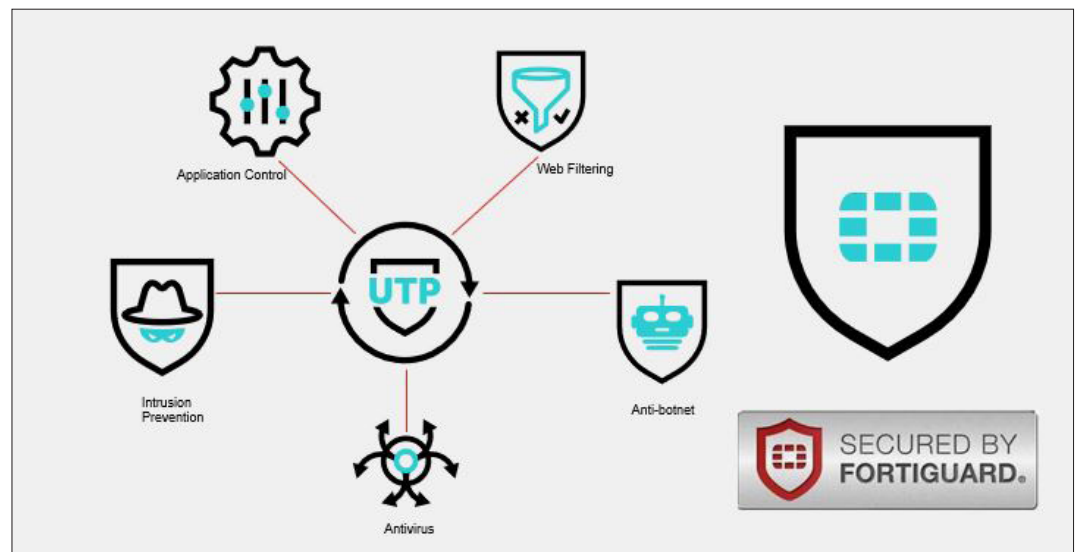 Application Control
Web Filtering
UTP
Intrusion
Prevention
Anti-botnet
Antivirus
SECURED BY
FORTIGUARD®